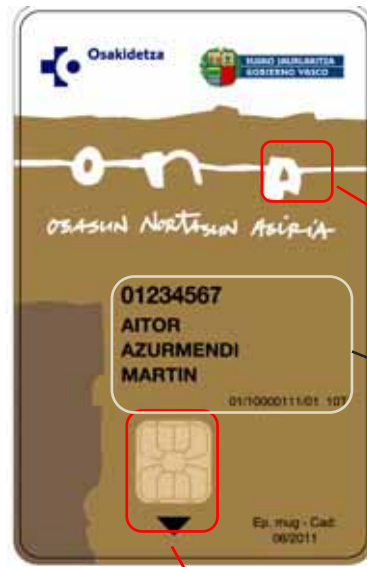 Osakidetza
EUSKO JAURLARITZA
GOBIERNO VASCO
ona
OSASUN NORTASUN AGIRIA
01234567
AITOR
AZURMENDI
MARTIN
01/10000111/01 107
Ep. mug - Cad:
06/2011